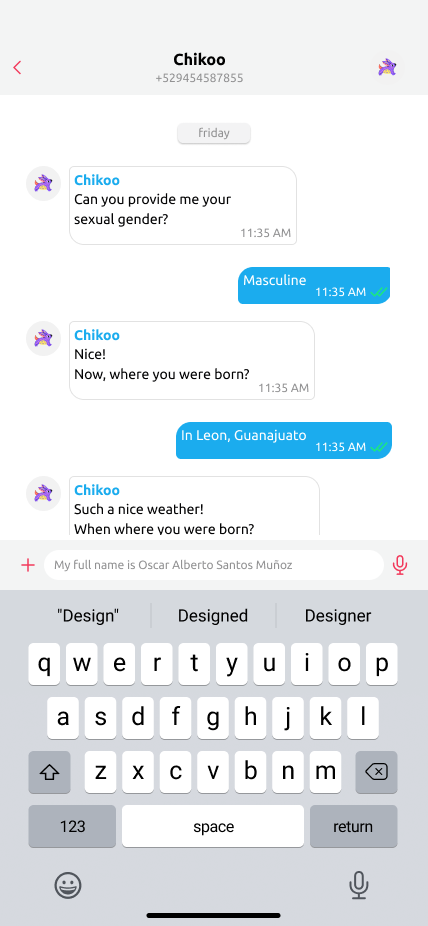 Chikoo
+529454587855
friday
Chikoo
Can you provide me your
sexual gender?
11:35 AM
Masculine
11:35 AM
Chikoo
Nice!
Now, where you were born?
11:35 AM
In Leon, Guanajuato
11:35 AM
Chikoo
Such a nice weather!
When where you were born?
My full name is Oscar Alberto Santos Muñoz
"Design" Designed Designer
q w e r t y u i o p
a s d f g h j k l
z x c v b n m
123 space return